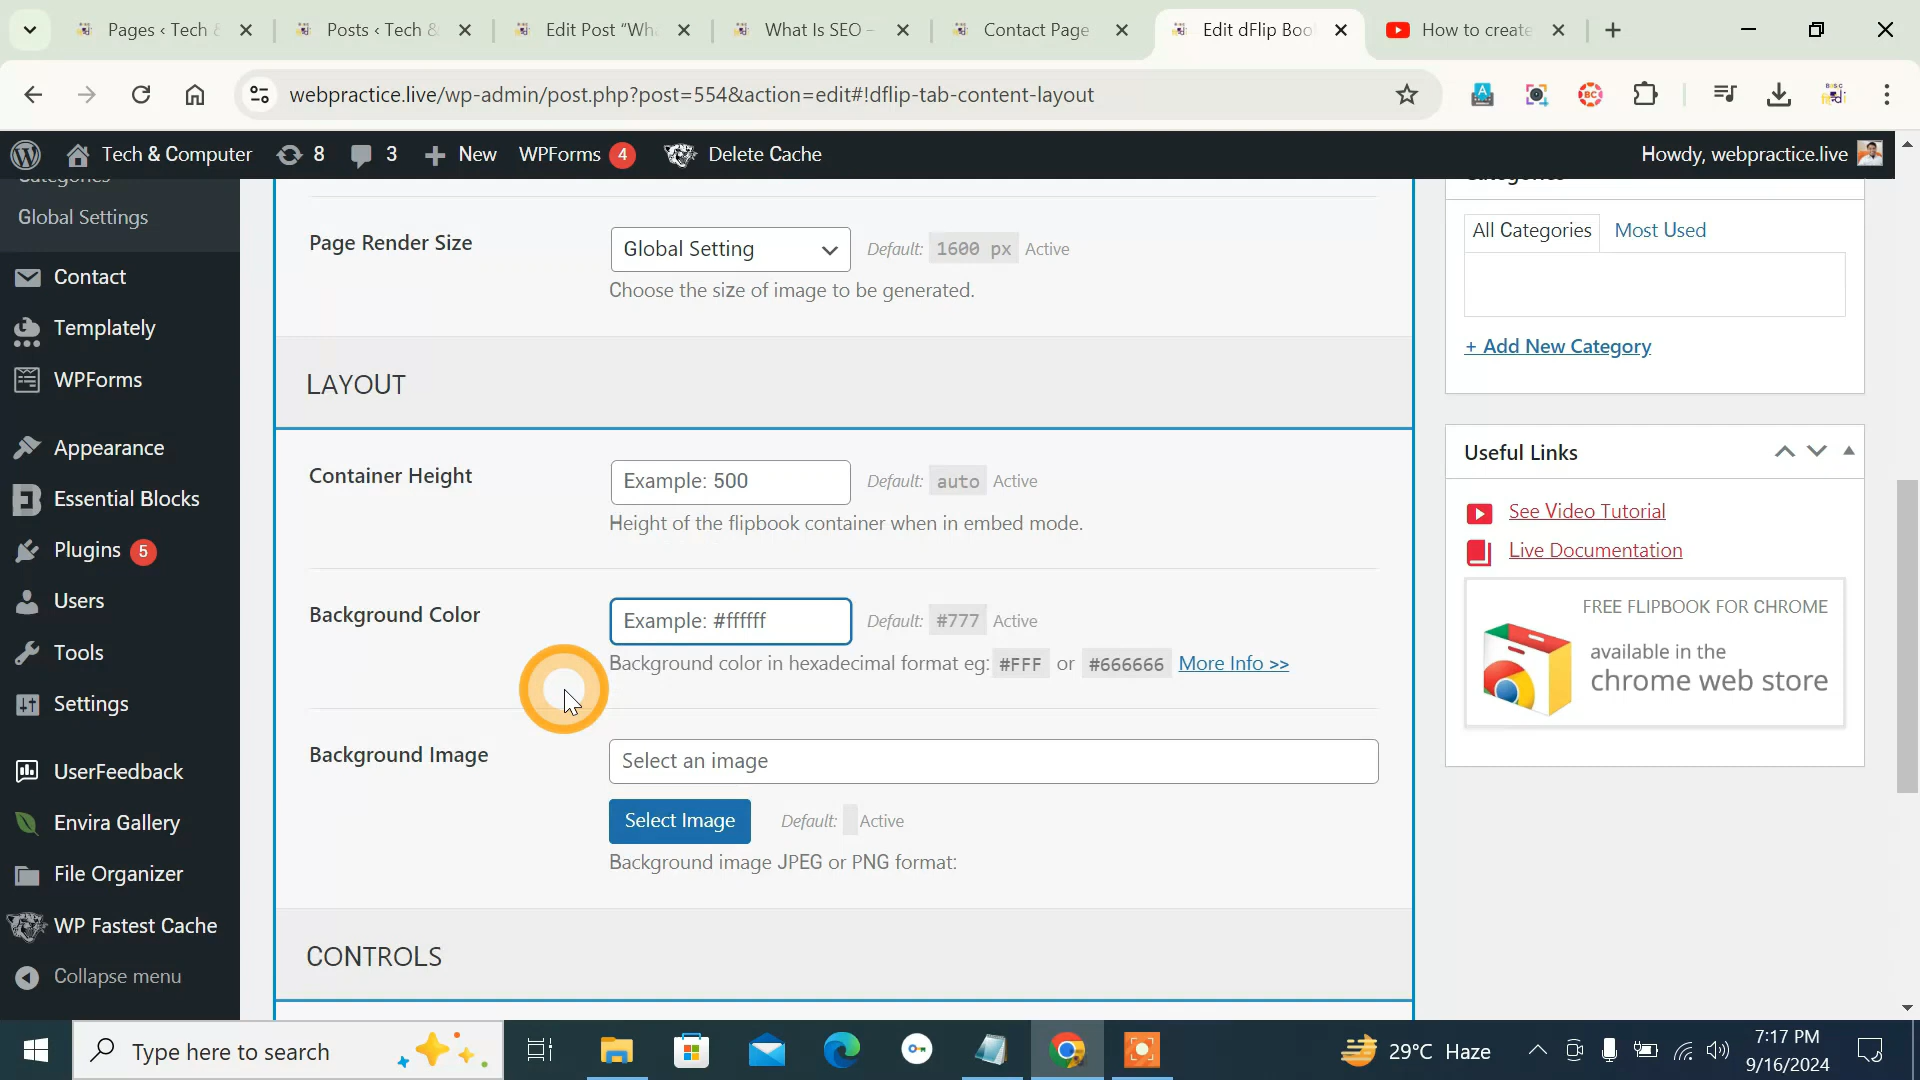 Pages ‹ Tech &
Posts ‹ Tech &
Edit Post “Wh
What Is SEO –
Contact Page
Edit dFlip Boo
How to create
webpractice.live/wp-admin/post.php?post=554&action=edit#!dflip-tab-content-layout
Tech & Computer
8
3
New
WPForms 4
Delete Cache
Howdy, webpractice.live
Categories
Global Settings
Contact
Templately
WPForms
Appearance
Essential Blocks
Plugins 5
Users
Tools
Settings
UserFeedback
Envira Gallery
File Organizer
WP Fastest Cache
Collapse menu
Page Render Size
Global Setting
Default: 1600 px Active
Choose the size of image to be generated.
LAYOUT
Container Height
Example: 500
Default: auto Active
Height of the flipbook container when in embed mode.
Background Color
Example: #ffffff
Default: #777 Active
Background color in hexadecimal format eg: #FFF or #666666 More Info >>
Background Image
Select an image
Select Image
Default: Active
Background image JPEG or PNG format:
CONTROLS
Categories
All Categories
Most Used
+ Add New Category
Useful Links
See Video Tutorial
Live Documentation
FREE FLIPBOOK FOR CHROME
available in the
chrome web store
Type here to search
29°C Haze
7:17 PM
9/16/2024